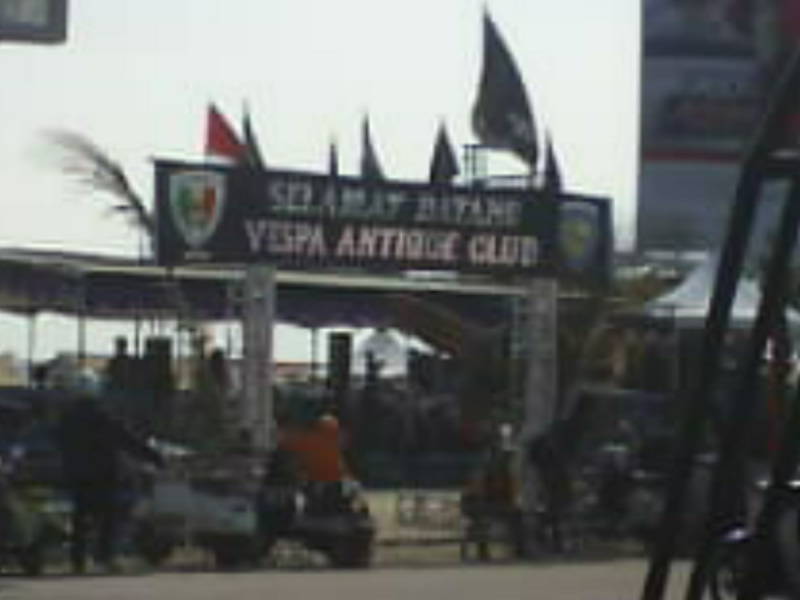 SELAMAT DATANG
VESPA ANTIQUE CLUB